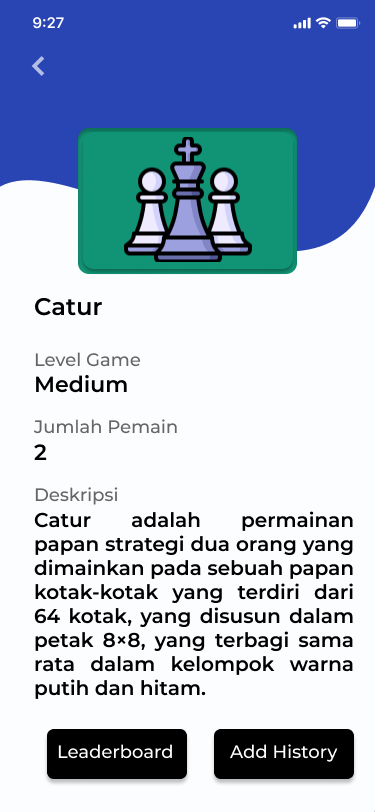 9:27
Catur
Level Game
Medium
Jumlah Pemain
2
Deskripsi
Catur adalah permainan
papan strategi dua orang yang
dimainkan pada sebuah papan
kotak-kotak yang terdiri dari
64 kotak, yang disusun dalam
petak 8×8, yang terbagi sama
rata dalam kelompok warna
putih dan hitam.
Leaderboard
Add History